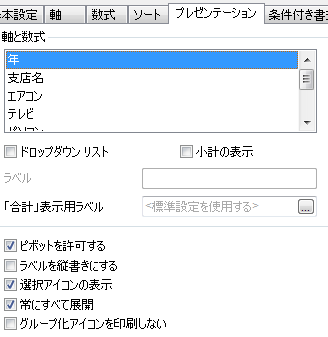 本設定 軸 数式 ソート プレゼンテーション 条件付き書
軸と数式
年
支店名
エアコン
テレビ
パソコン
ドロップダウン リスト 小計の表示
ラベル
「合計」表示用ラベル <標準設定を使用する> ...
ピボットを許可する
ラベルを縦書きにする
選択アイコンの表示
常にすべて展開
グループ化アイコンを印刷しない